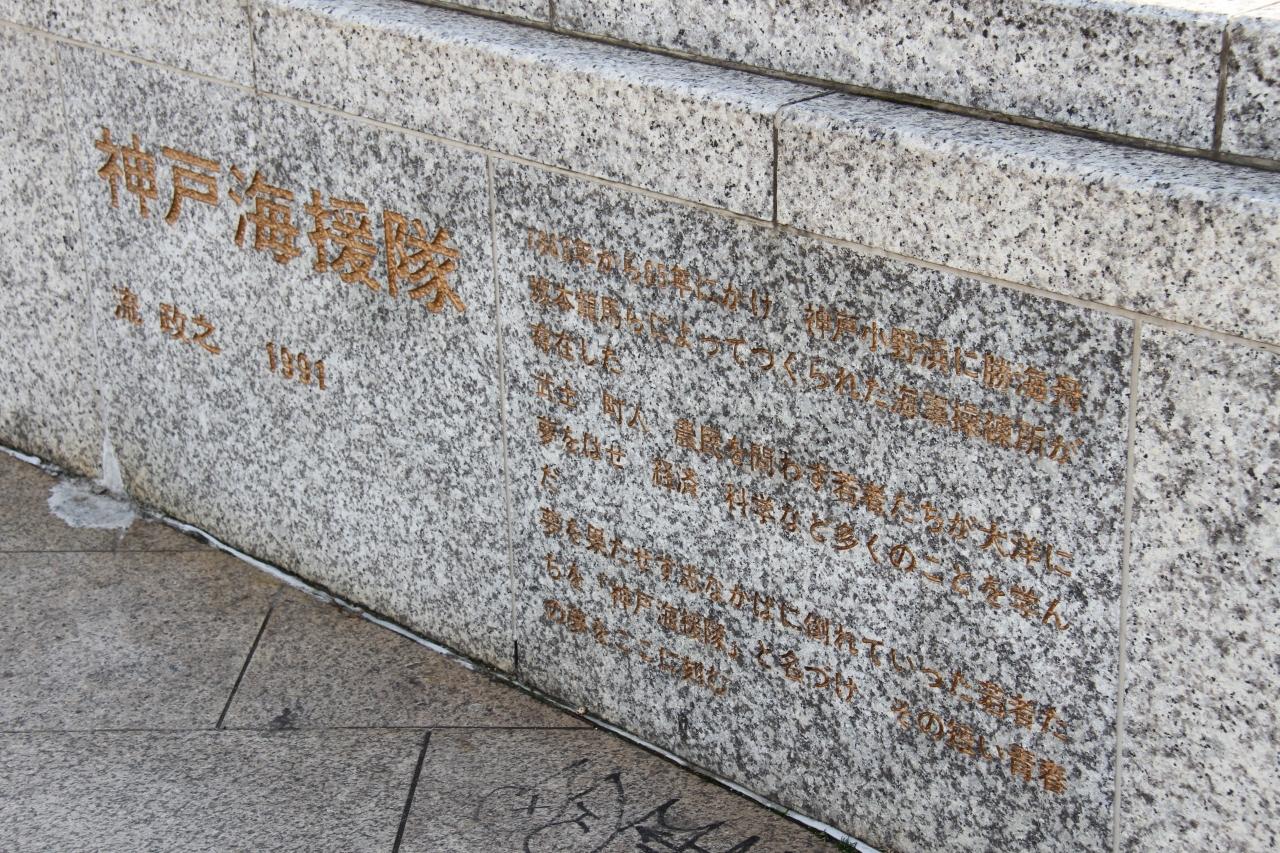 神戸海援隊
流 政之 1991
1863年から65年にかけ 神戸小野浜に勝海舟
坂本龍馬らによってつくられた海軍操練所が
存在した
武士 町人 農民を問わず若者たちが大洋に
夢をはせ 経済 科学など多くのことを学ん
だ
夢を果たせず志なかばに倒れていった若者た
ちを「神戸海援隊」と名づけ その遠い青春
の夢をここに刻む